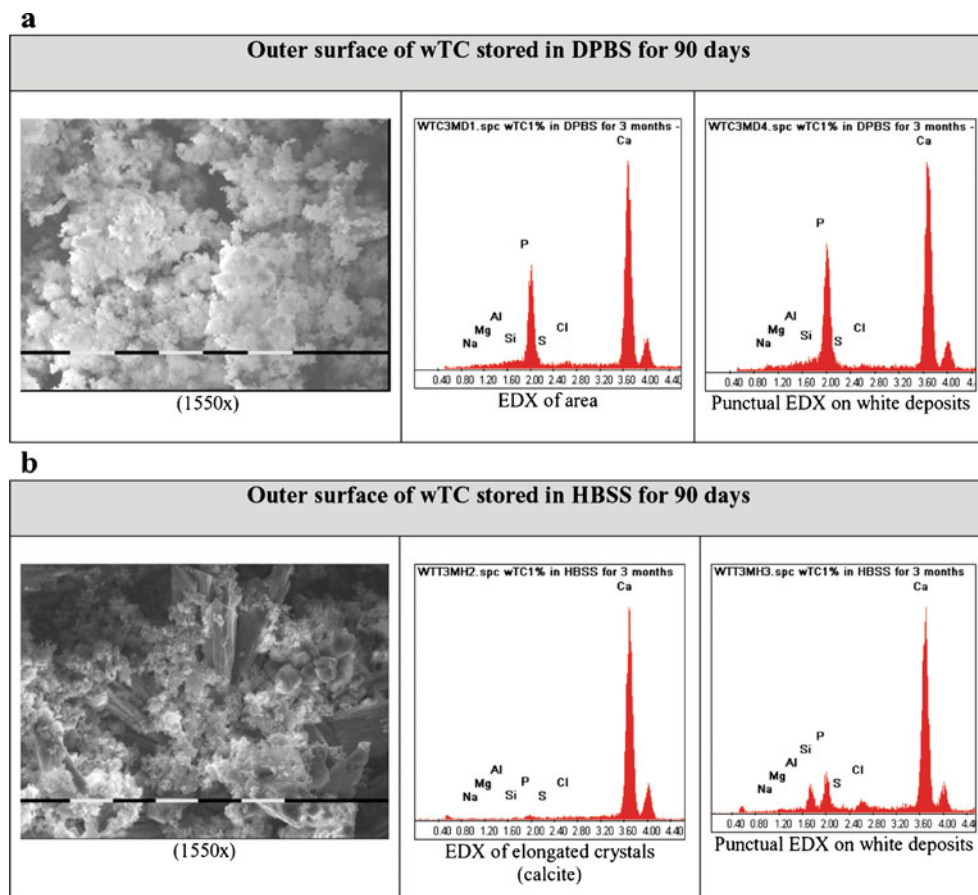 a
Outer surface of wTC stored in DPBS for 90 days
(1550x)
WTC3MD1.spc wTC1% in DPBS for 3 months -
Ca
P
Al
Mg
Na
Si
S
Cl
0.40 0.80 1.20 1.60 2.00 2.40 2.80 3.20 3.60 4.00 4.40
EDX of area
WTC3MD4.spc wTC1% in DPBS for 3 months -
Ca
P
Al
Mg
Na
Si
S
Cl
0.40 0.80 1.20 1.60 2.00 2.40 2.80 3.20 3.60 4.00 4.40
Punctual EDX on white deposits
b
Outer surface of wTC stored in HBSS for 90 days
(1550x)
WTT3MH2.spc wTC1% in HBSS for 3 months
Ca
Al
Mg
Na
Si
P
S
Cl
0.40 0.80 1.20 1.60 2.00 2.40 2.80 3.20 3.60 4.00 4.40
EDX of elongated crystals
(calcite)
WTT3MH3.spc wTC1% in HBSS for 3 months
Ca
P
Si
Al
Mg
Na
S
Cl
0.40 0.80 1.20 1.60 2.00 2.40 2.80 3.20 3.60 4.00 4.40
Punctual EDX on white deposits